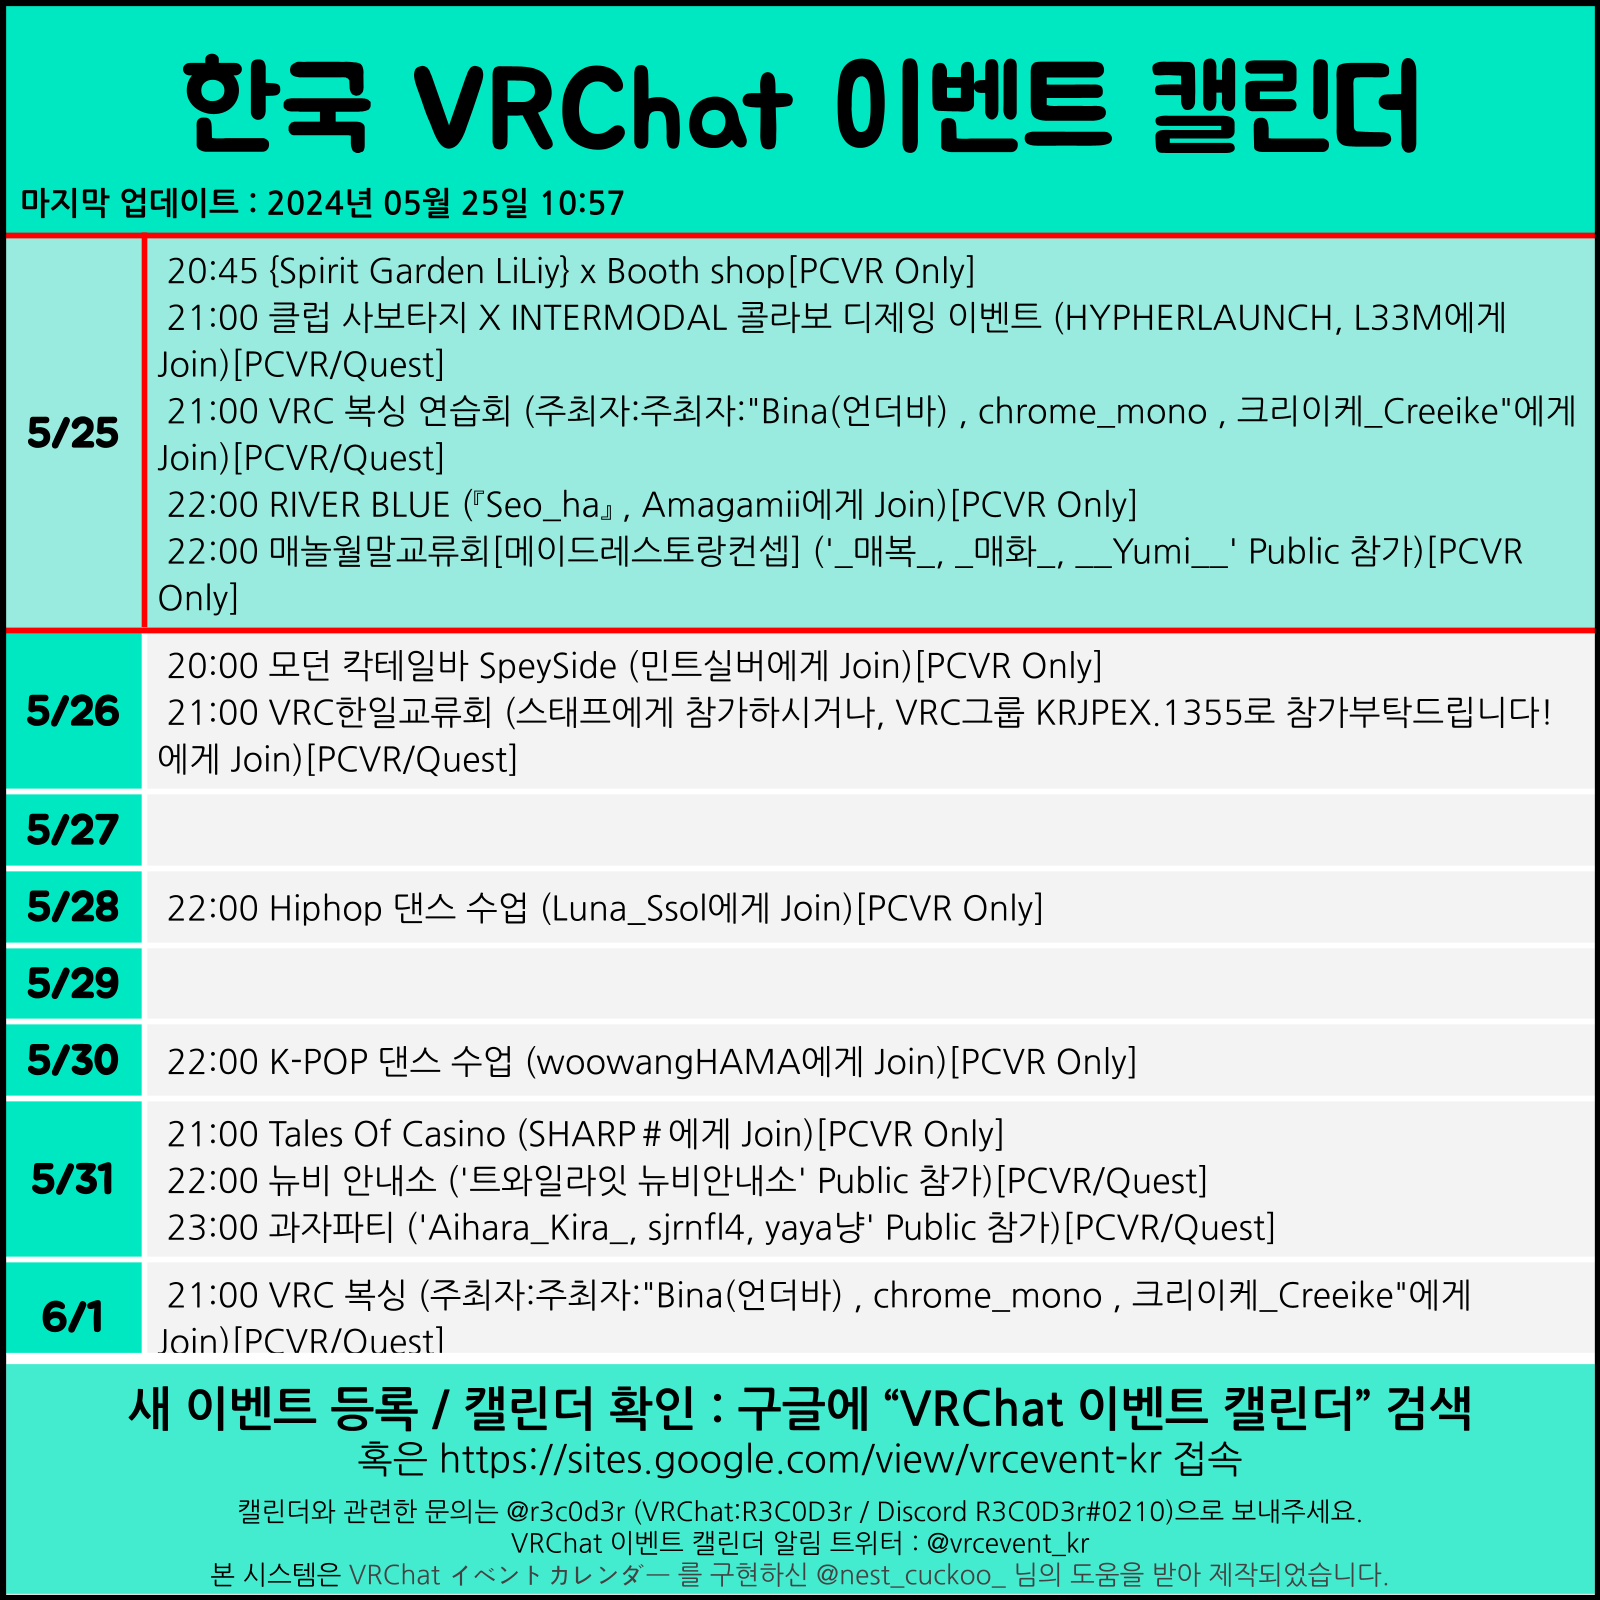 한국 VRChat 이벤트 캘린더
마지막 업데이트 : 2024년 05월 25일 10:57
5/25
20:45 {Spirit Garden LiLiy} x Booth shop[PCVR Only]
21:00 클럽 사보타지 X INTERMODAL 콜라보 디제잉 이벤트 (HYPHERLAUNCH, L33M에게
Join)[PCVR/Quest]
21:00 VRC 복싱 연습회 (주최자:주최자:"Bina(언더바) , chrome_mono , 크리이케_Creeike"에게
Join)[PCVR/Quest]
22:00 RIVER BLUE (『Seo_ha』, Amagamii에게 Join)[PCVR Only]
22:00 매놀월말교류회[메이드레스토랑컨셉] ('_매복_, _매화_, __Yumi__' Public 참가)[PCVR
Only]
5/26
20:00 모던 칵테일바 SpeySide (민트실버에게 Join)[PCVR Only]
21:00 VRC한일교류회 (스태프에게 참가하시거나, VRC그룹 KRJPEX.1355로 참가부탁드립니다!
에게 Join)[PCVR/Quest]
5/27
5/28
22:00 Hiphop 댄스 수업 (Luna_Ssol에게 Join)[PCVR Only]
5/29
5/30
22:00 K-POP 댄스 수업 (woowangHAMA에게 Join)[PCVR Only]
5/31
21:00 Tales Of Casino (SHARP＃에게 Join)[PCVR Only]
22:00 뉴비 안내소 ('트와일라잇 뉴비안내소' Public 참가)[PCVR/Quest]
23:00 과자파티 ('Aihara_Kira_, sjrnfl4, yaya냥' Public 참가)[PCVR/Quest]
6/1
21:00 VRC 복싱 (주최자:주최자:"Bina(언더바) , chrome_mono , 크리이케_Creeike"에게
Join)[PCVR/Quest]
새 이벤트 등록 / 캘린더 확인 : 구글에 “VRChat 이벤트 캘린더” 검색
혹은 https://sites.google.com/view/vrcevent-kr 접속
캘린더와 관련한 문의는 @r3c0d3r (VRChat:R3C0D3r / Discord R3C0D3r#0210)으로 보내주세요.
VRChat 이벤트 캘린더 알림 트위터 : @vrcevent_kr
본 시스템은 VRChat イベントカレンダー 를 구현하신 @nest_cuckoo_ 님의 도움을 받아 제작되었습니다.